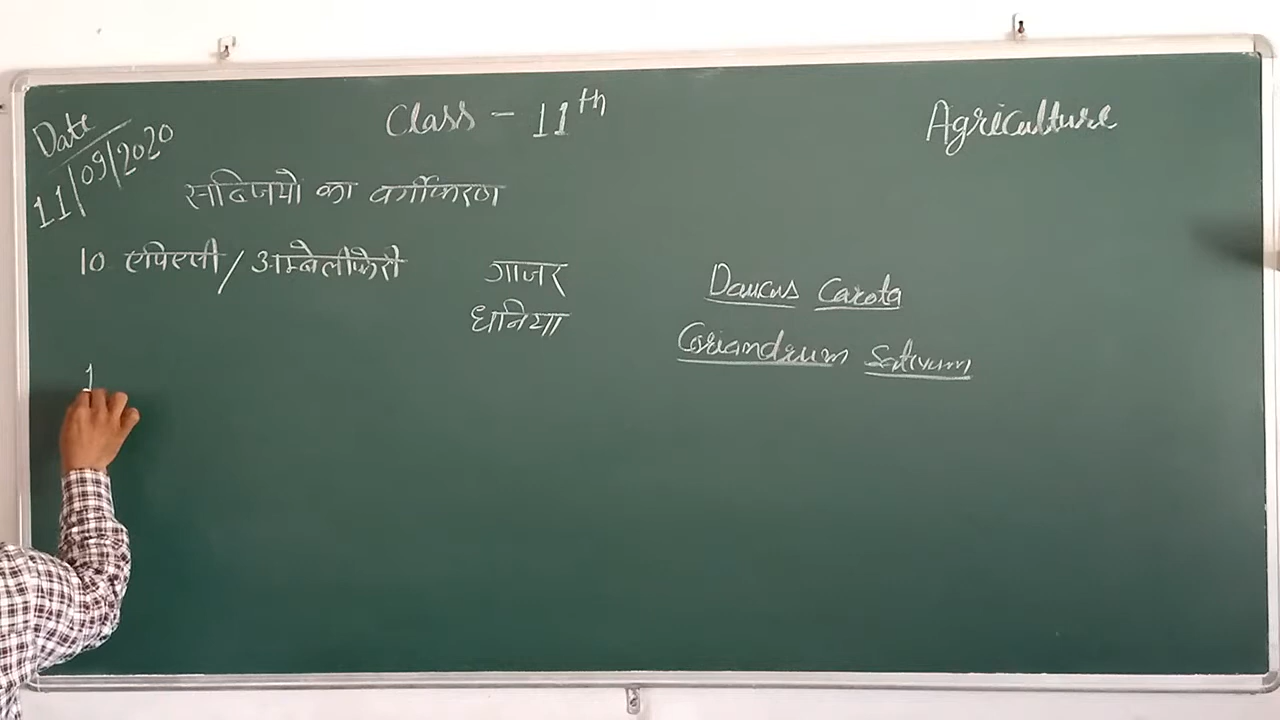 Date
11/09/2020
Class - 11th
Agriculture
सब्जियों का वर्गीकरण
10 एपिएसी / अम्बेलीफेरी गाजर Daucus Carota
धनिया Coriandrum Sativum
1